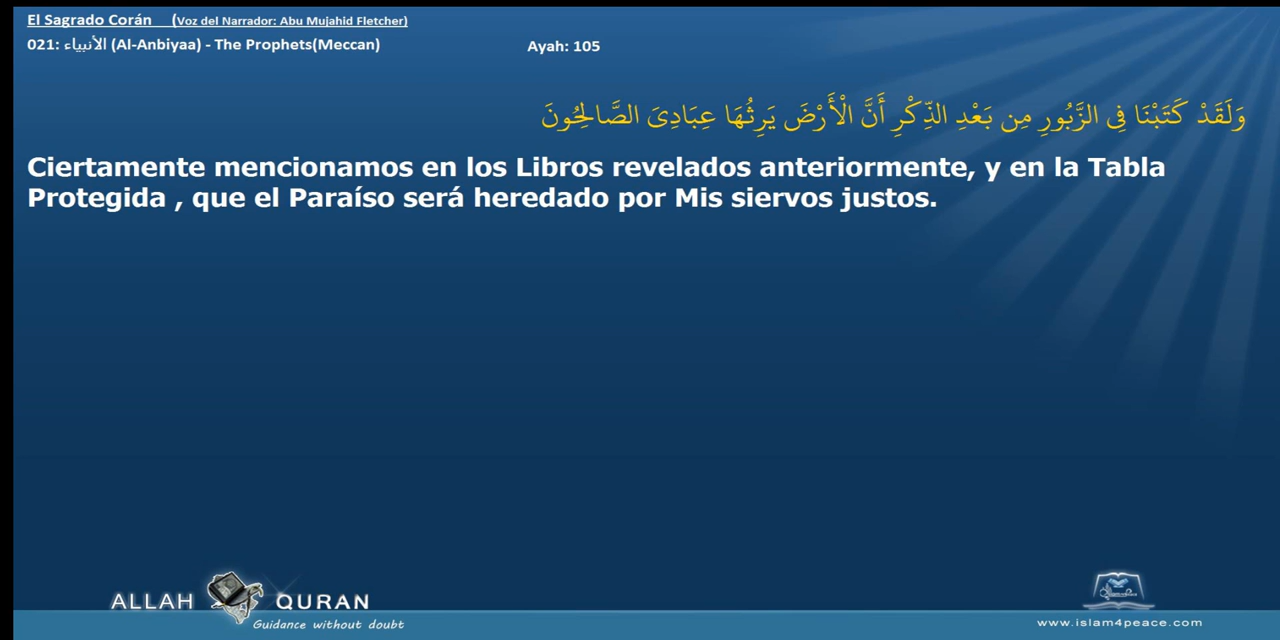 El Sagrado Corán (Voz del Narrador: Abu Mujahid Fletcher)
021: الأنبياء (Al-Anbiyaa) - The Prophets(Meccan) Ayah: 105
وَلَقَدْ كَتَبْنَا فِى الزَّبُورِ مِن بَعْدِ الذِّكْرِ أَنَّ الْأَرْضَ يَرِثُهَا عِبَادِىَ الصَّالِحُونَ
Ciertamente mencionamos en los Libros revelados anteriormente, y en la Tabla
Protegida , que el Paraíso será heredado por Mis siervos justos.
ALLAH QURAN
Guidance without doubt
www.islam4peace.com